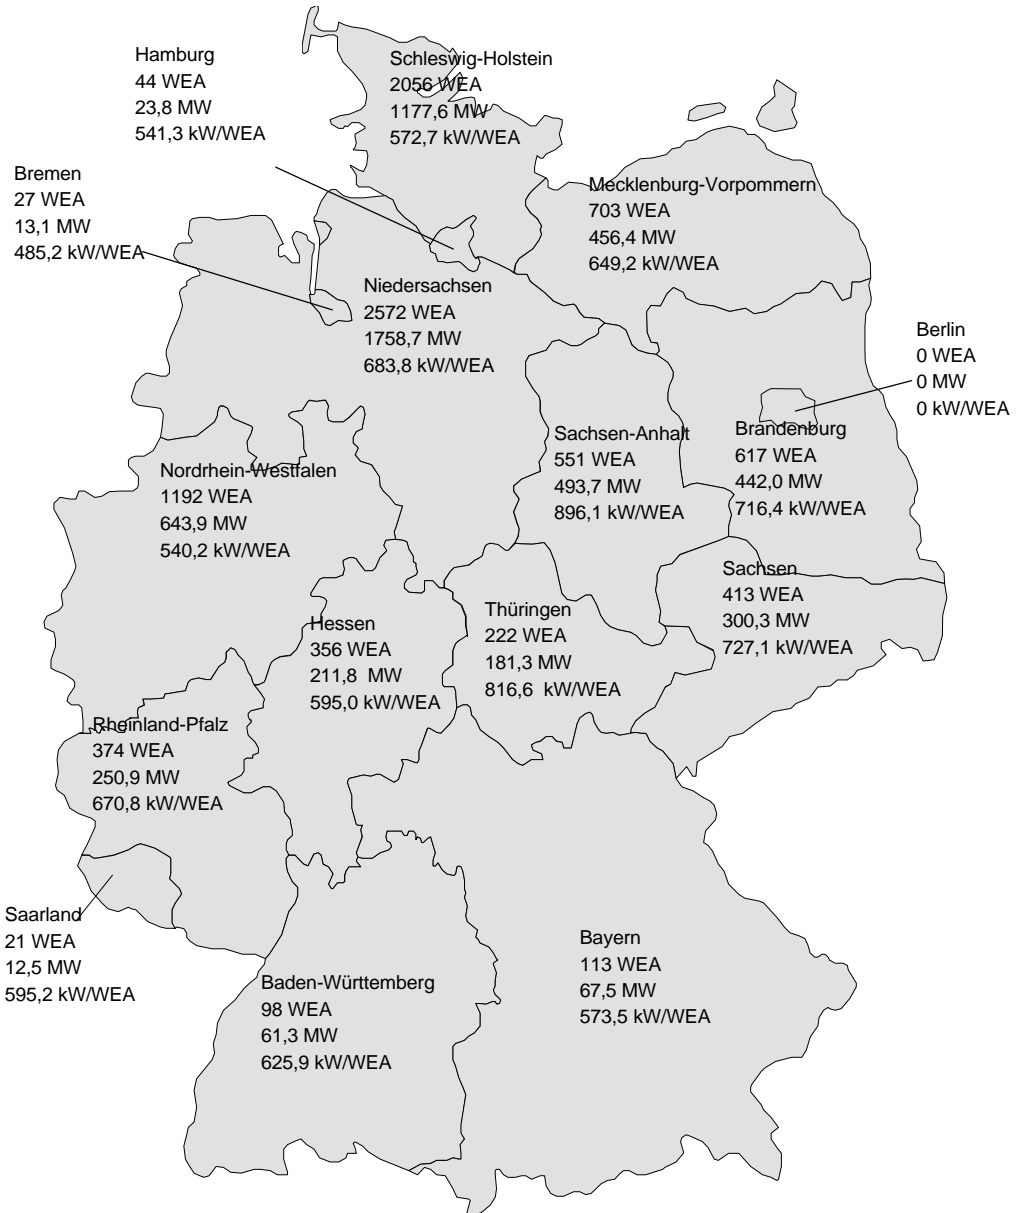 Hamburg
44 WEA
23,8 MW
541,3 kW/WEA
Schleswig-Holstein
2056 WEA
1177,6 MW
572,7 kW/WEA
Bremen
27 WEA
13,1 MW
485,2 kW/WEA
Mecklenburg-Vorpommern
703 WEA
456,4 MW
649,2 kW/WEA
Niedersachsen
2572 WEA
1758,7 MW
683,8 kW/WEA
Berlin
0 WEA
0 MW
0 kW/WEA
Sachsen-Anhalt
551 WEA
493,7 MW
896,1 kW/WEA
Brandenburg
617 WEA
442,0 MW
716,4 kW/WEA
Nordrhein-Westfalen
1192 WEA
643,9 MW
540,2 kW/WEA
Sachsen
413 WEA
300,3 MW
727,1 kW/WEA
Hessen
356 WEA
211,8 MW
595,0 kW/WEA
Thüringen
222 WEA
181,3 MW
816,6 kW/WEA
Rheinland-Pfalz
374 WEA
250,9 MW
670,8 kW/WEA
Saarland
21 WEA
12,5 MW
595,2 kW/WEA
Baden-Württemberg
98 WEA
61,3 MW
625,9 kW/WEA
Bayern
113 WEA
67,5 MW
573,5 kW/WEA